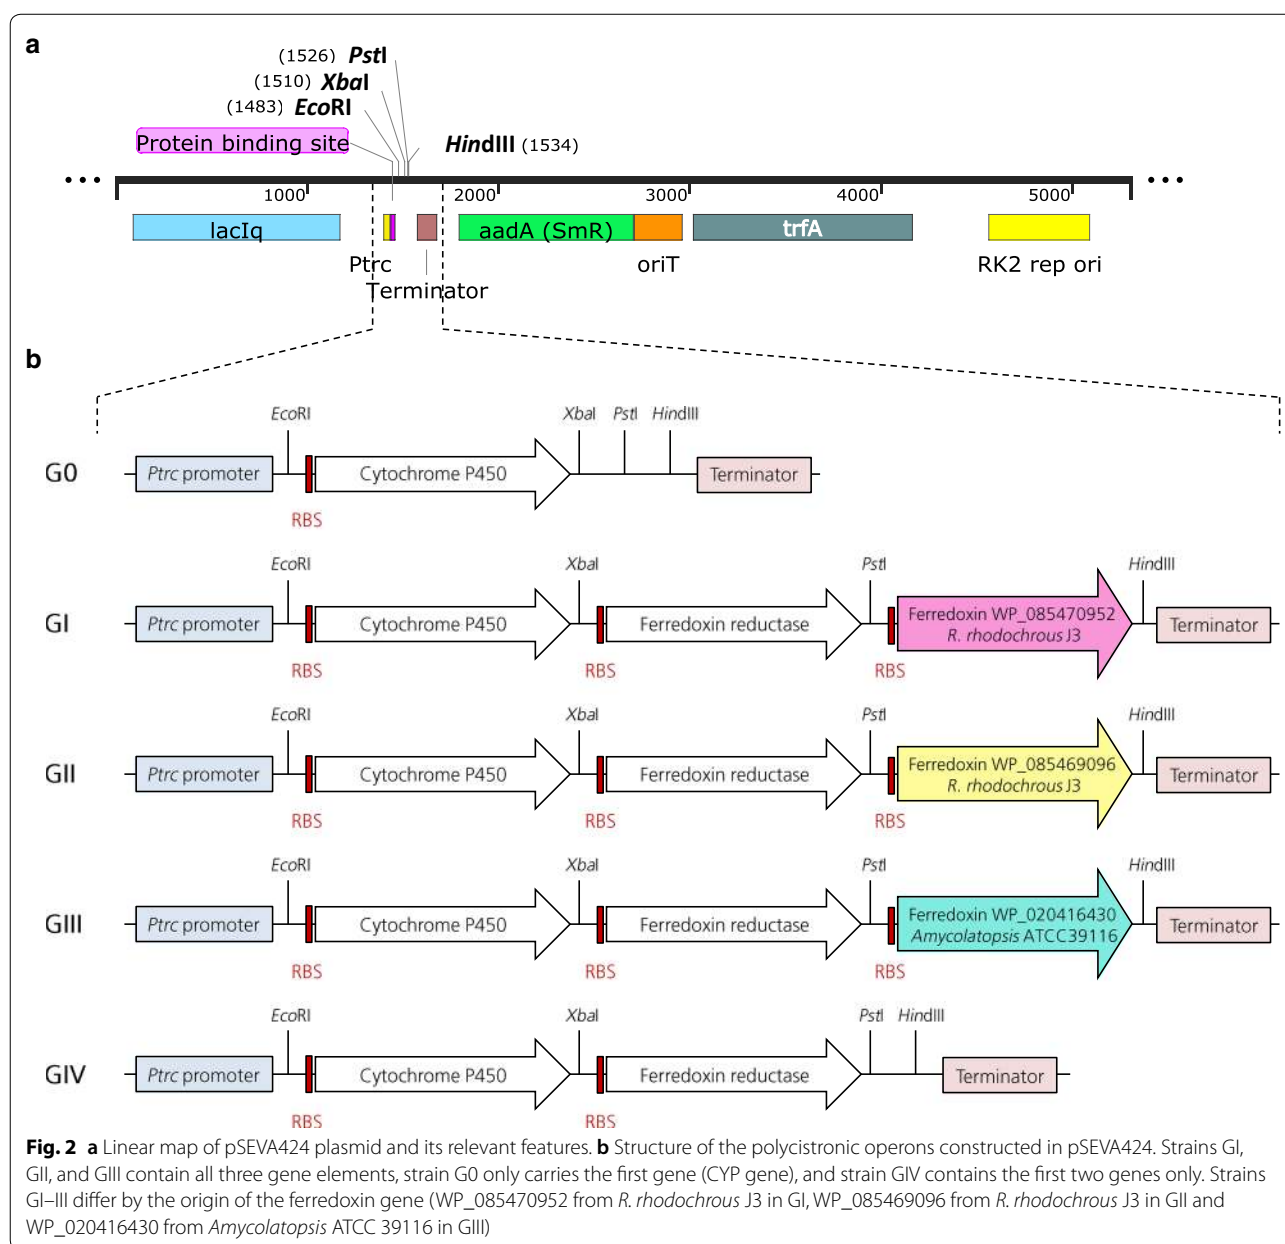 a
(1526) PstI
(1510) XbaI
(1483) EcoRI
Protein binding site
HindIII (1534)
••• •••
1000 2000 3000 4000 5000
lacIq aadA (SmR) trfA
Ptrc oriT RK2 rep ori
Terminator
b
EcoRI XbaI PstI HindIII
G0 Ptrc promoter Cytochrome P450 Terminator
RBS
EcoRI XbaI PstI HindIII
Ferredoxin WP_085470952
GI Ptrc promoter Cytochrome P450 Ferredoxin reductase Terminator
R. rhodochrous J3
RBS RBS RBS
EcoRI XbaI PstI HindIII
Ferredoxin WP_085469096
GII Ptrc promoter Cytochrome P450 Ferredoxin reductase Terminator
R. rhodochrous J3
RBS RBS RBS
EcoRI XbaI PstI HindIII
Ferredoxin WP_020416430
GIII Ptrc promoter Cytochrome P450 Ferredoxin reductase Terminator
Amycolatopsis ATCC39116
RBS RBS RBS
EcoRI XbaI PstI HindIII
GIV Ptrc promoter Cytochrome P450 Ferredoxin reductase Terminator
RBS RBS
Fig. 2 a Linear map of pSEVA424 plasmid and its relevant features. b Structure of the polycistronic operons constructed in pSEVA424. Strains GI,
GII, and GIII contain all three gene elements, strain G0 only carries the first gene (CYP gene), and strain GIV contains the first two genes only. Strains
GI–III differ by the origin of the ferredoxin gene (WP_085470952 from R. rhodochrous J3 in GI, WP_085469096 from R. rhodochrous J3 in GII and
WP_020416430 from Amycolatopsis ATCC 39116 in GIII)